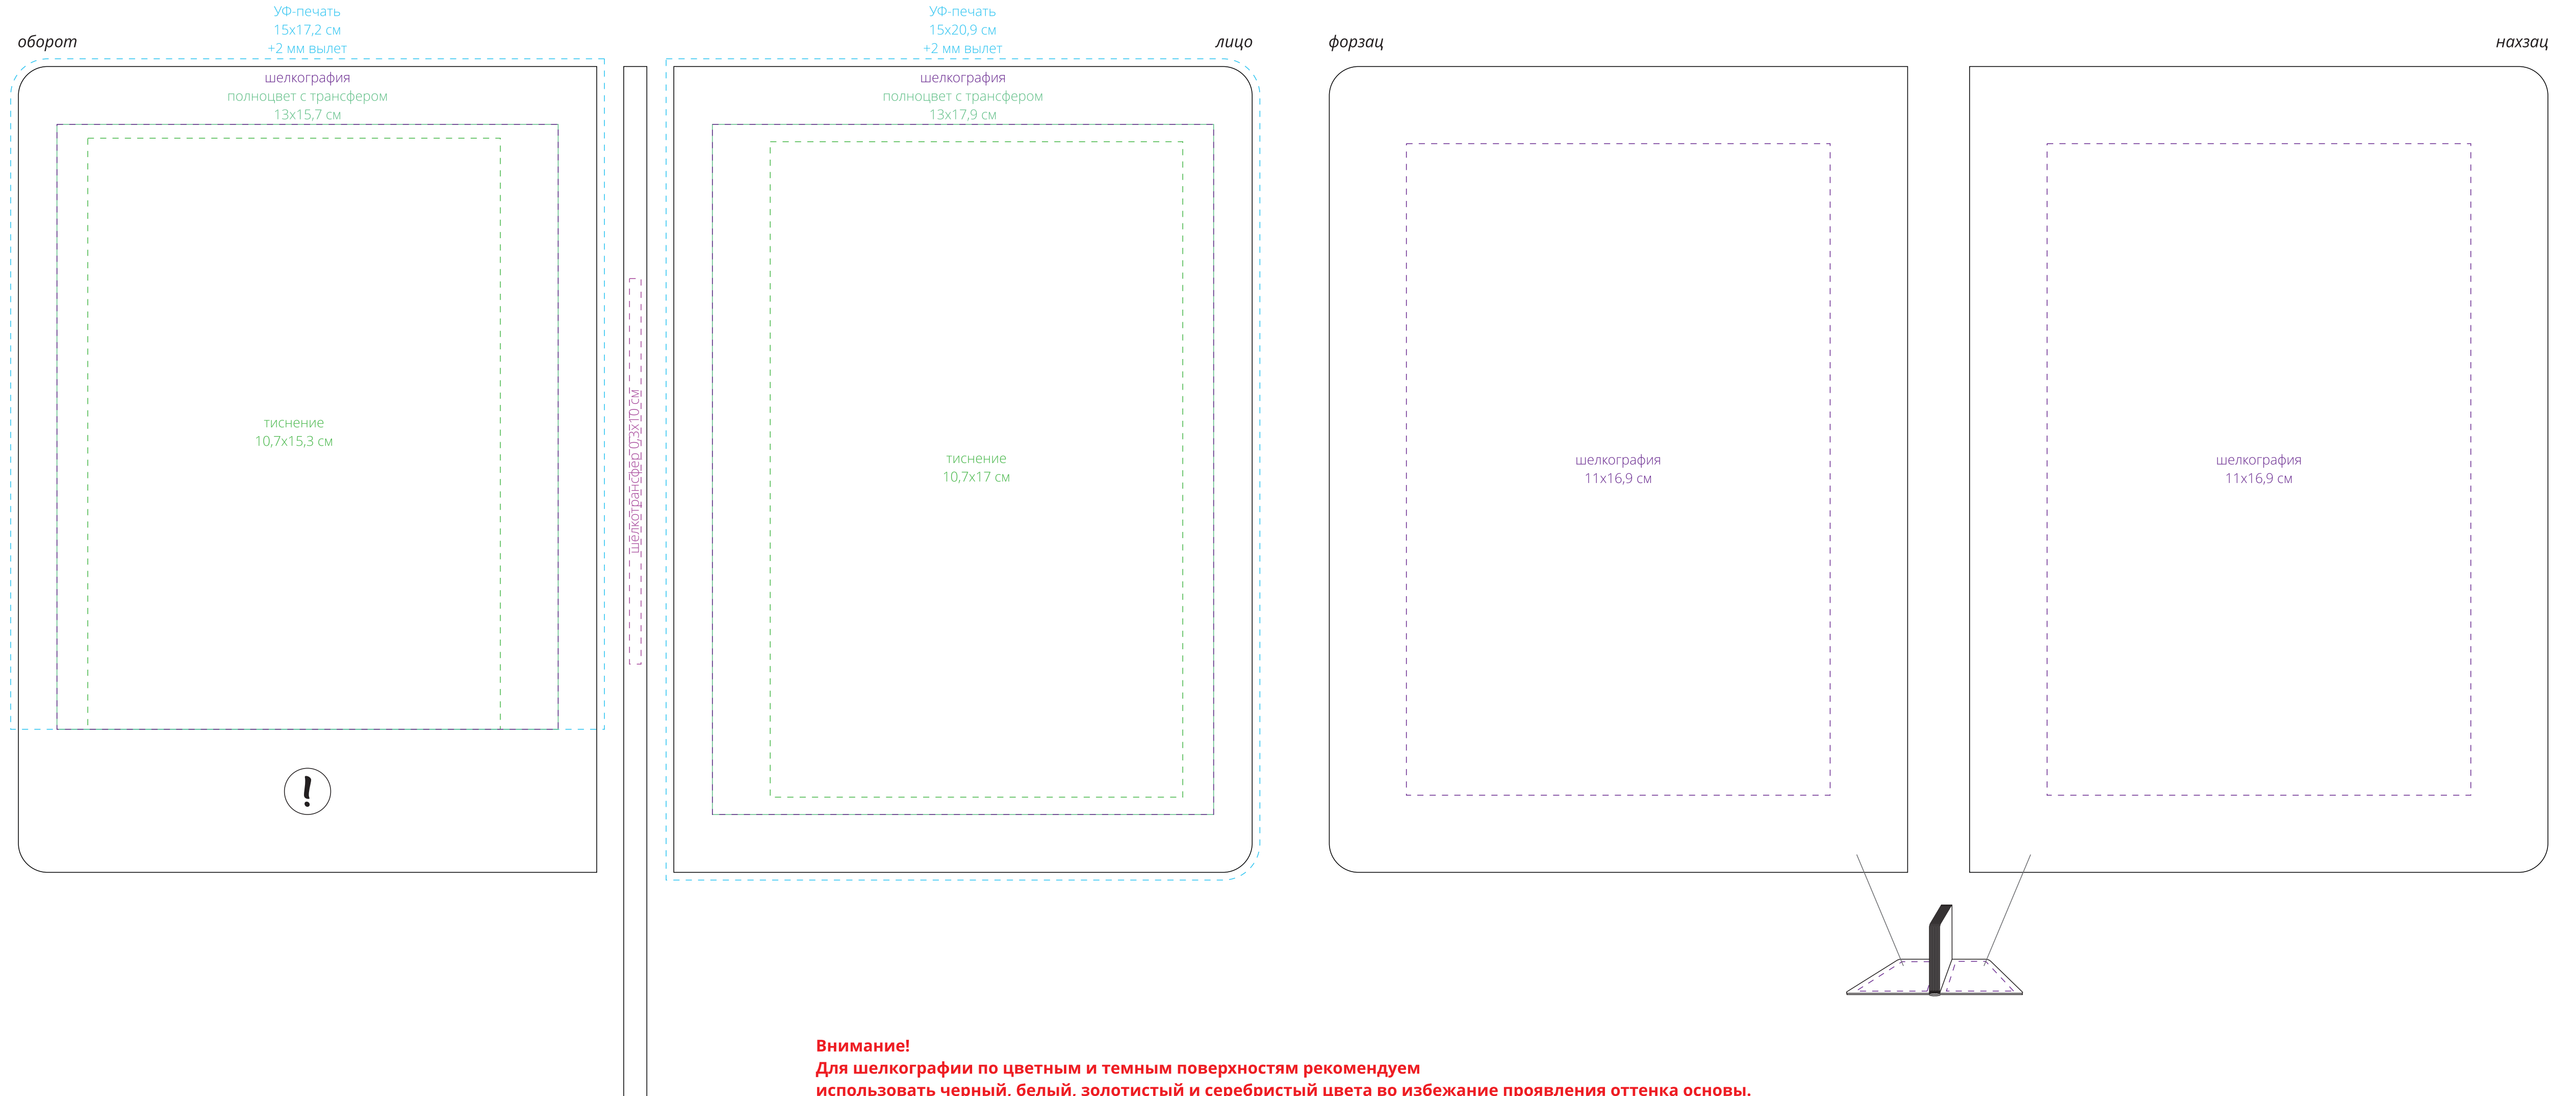 оборот
УФ-печать
15x17,2 см
+2 мм вылет
шелкография
полноцвет с трансфером
13x15,7 см
тиснение
10,7x15,3 см
!
шелкотрансфер 0,3x10 см
лицо
УФ-печать
15x20,9 см
+2 мм вылет
шелкография
полноцвет с трансфером
13x17,9 см
тиснение
10,7x17 см
форзац
шелкография
11x16,9 см
нахзац
шелкография
11x16,9 см
Внимание!
Для шелкографии по цветным и темным поверхностям рекомендуем
использовать черный, белый, золотистый и серебристый цвета во избежание проявления оттенка основы.